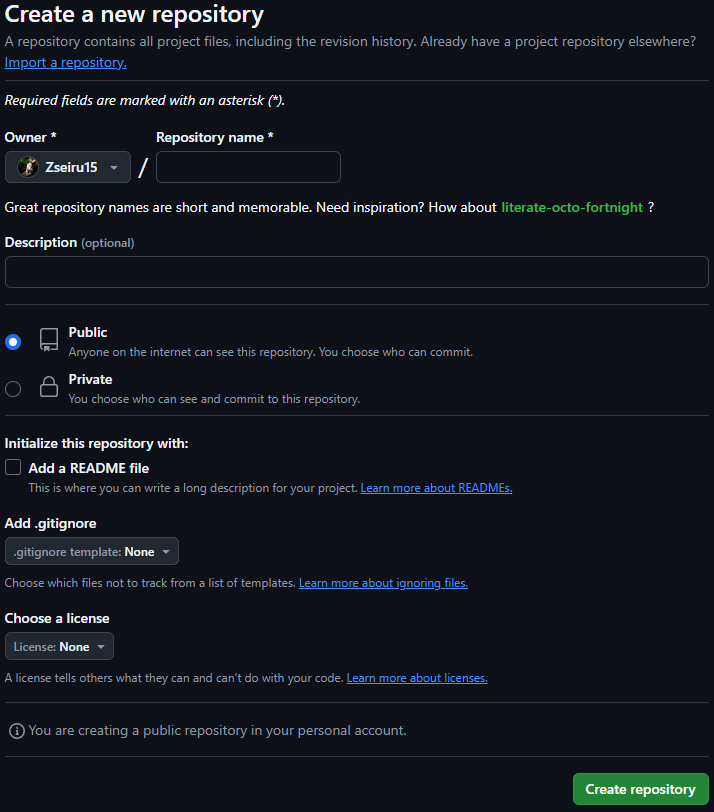 Create a new repository
A repository contains all project files, including the revision history. Already have a project repository elsewhere?
Import a repository.
Required fields are marked with an asterisk (*).
Owner * Repository name *
Zseiru15 /
Great repository names are short and memorable. Need inspiration? How about literate-octo-fortnight ?
Description (optional)
Public
Anyone on the internet can see this repository. You choose who can commit.
Private
You choose who can see and commit to this repository.
Initialize this repository with:
Add a README file
This is where you can write a long description for your project. Learn more about READMEs.
Add .gitignore
.gitignore template: None
Choose which files not to track from a list of templates. Learn more about ignoring files.
Choose a license
License: None
A license tells others what they can and can't do with your code. Learn more about licenses.
You are creating a public repository in your personal account.
Create repository